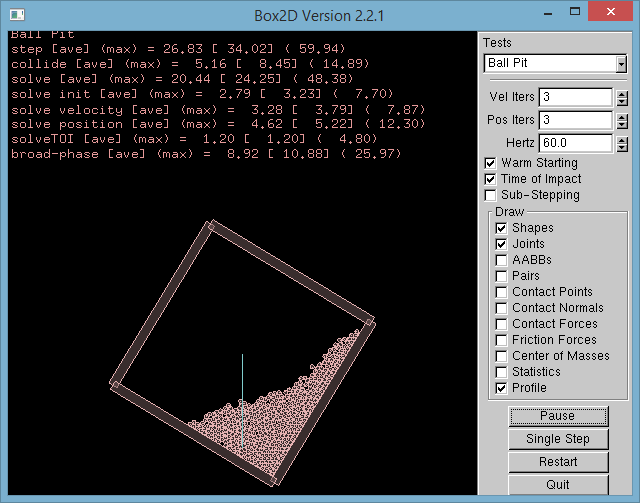 Box2D Version 2.2.1
Ball Pit
step [ave] (max) = 26.83 [ 34.02] ( 59.94)
collide [ave] (max) =  5.16 [  8.45] ( 14.89)
solve [ave] (max) = 20.44 [ 24.25] ( 48.38)
solve init [ave] (max) =  2.79 [  3.23] (  7.70)
solve velocity [ave] (max) =  3.28 [  3.79] (  7.87)
solve position [ave] (max) =  4.62 [  5.22] ( 12.30)
solveTOI [ave] (max) =  1.20 [  1.20] (  4.80)
broad-phase [ave] (max) =  8.92 [ 10.88] ( 25.97)
Tests
Ball Pit
Vel Iters 3
Pos Iters 3
Hertz 60.0
Warm Starting
Time of Impact
Sub-Stepping
Draw
Shapes
Joints
AABBs
Pairs
Contact Points
Contact Normals
Contact Forces
Friction Forces
Center of Masses
Statistics
Profile
Pause
Single Step
Restart
Quit